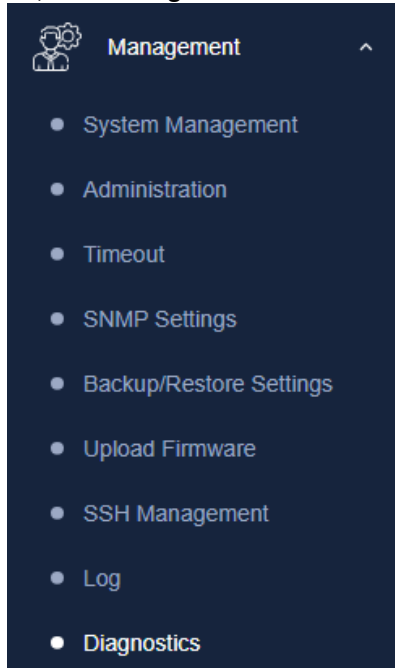 Management
System Management
Administration
Timeout
SNMP Settings
Backup/Restore Settings
Upload Firmware
SSH Management
Log
Diagnostics